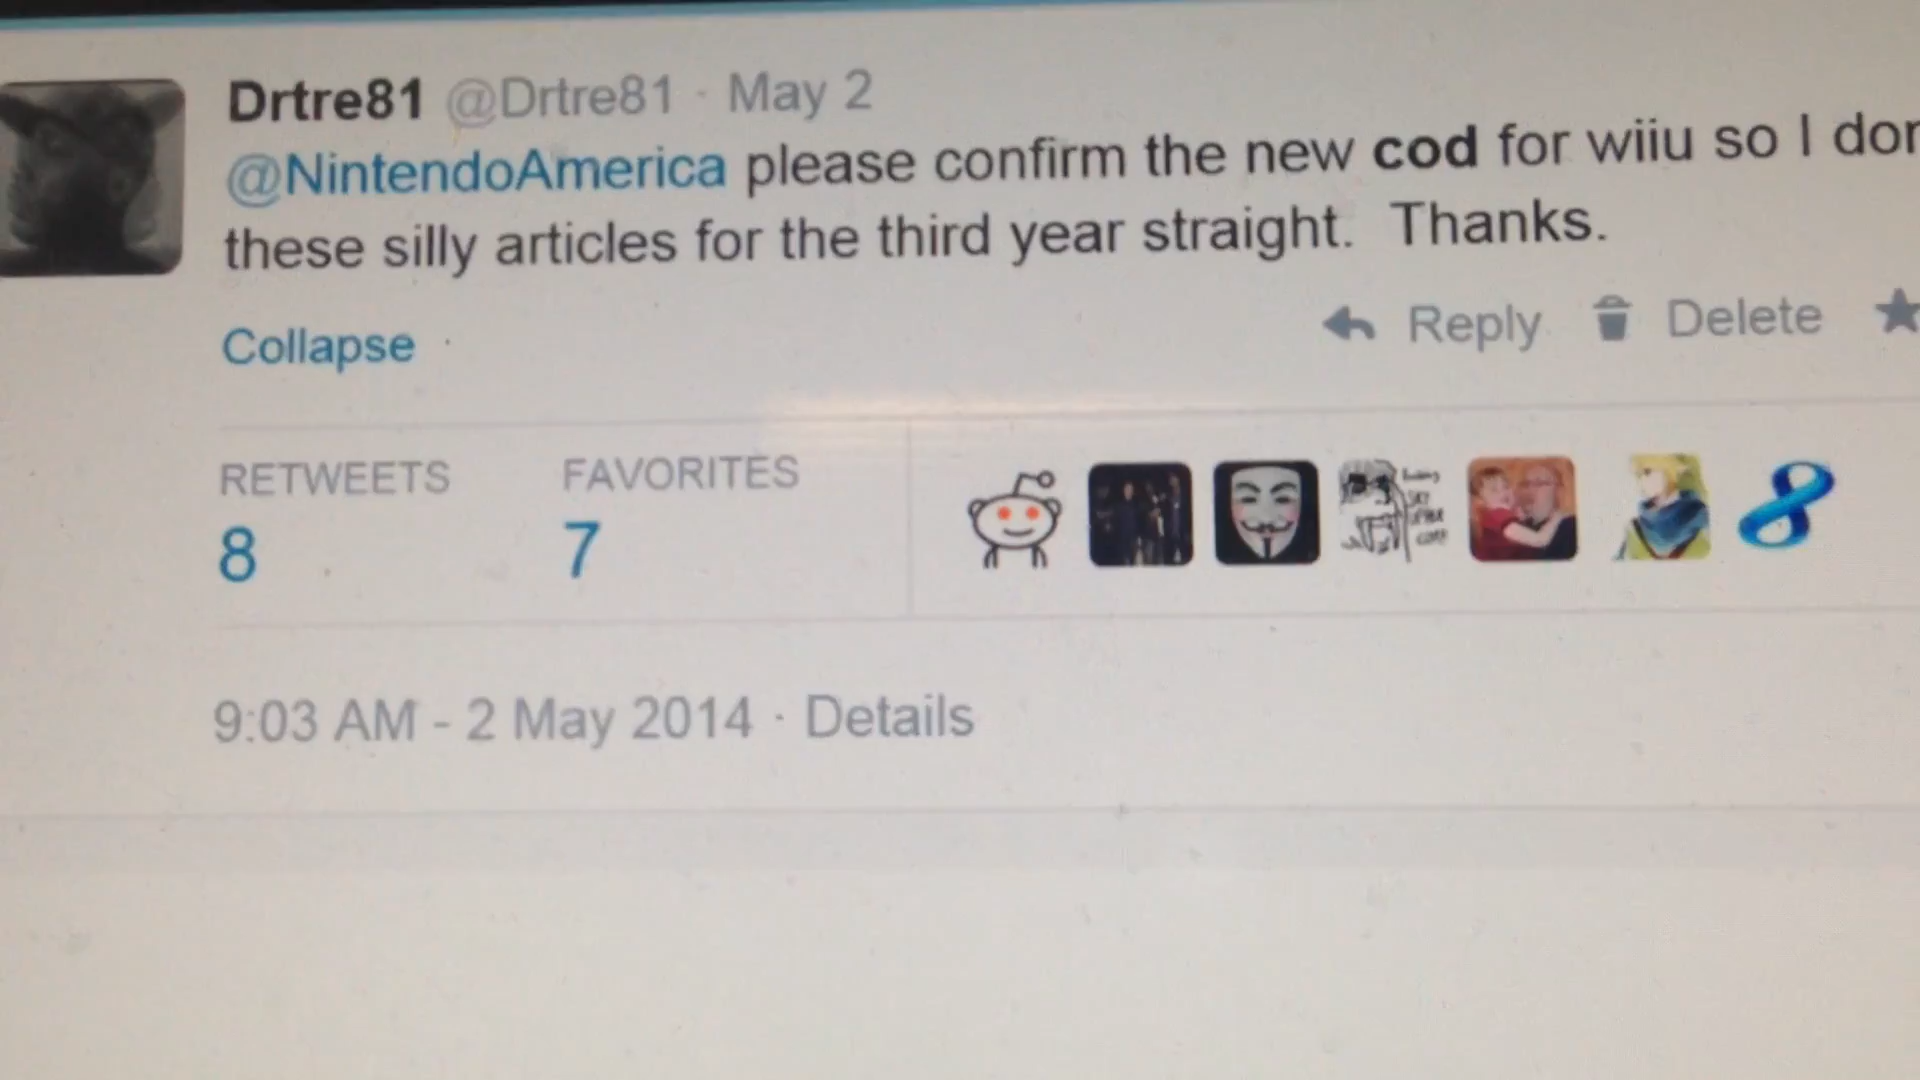 Drtre81 @Drtre81 · May 2
@NintendoAmerica please confirm the new cod for wiiu so I
these silly articles for the third year straight. Thanks.
Collapse
Reply Delete
RETWEETS FAVORITES
8 7
9:03 AM - 2 May 2014 · Details